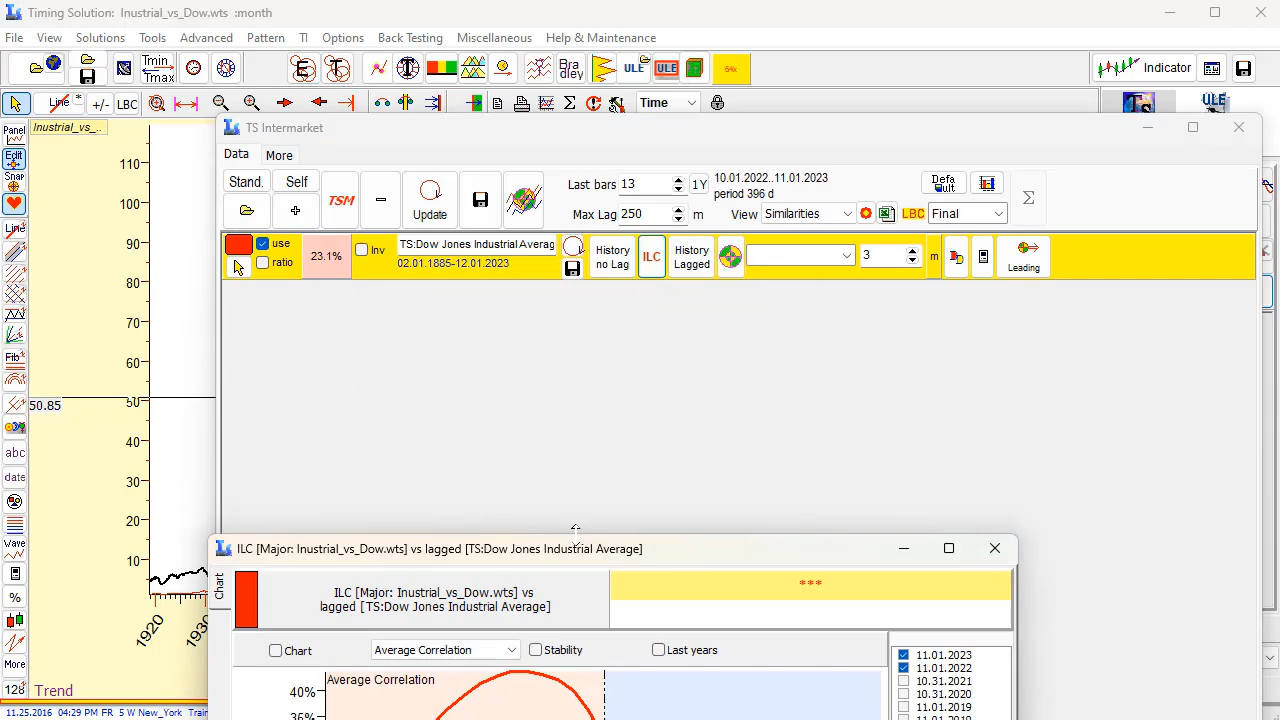 Timing Solution: Inustrial_vs_Dow.wts :month
File View Solutions Tools Advanced Pattern TI Options Back Testing Miscellaneous Help & Maintenance
Tmin
Tmax
E
T
Bra
dley
ULE
ULE
64x
Indicator
Line
*
+/-
LBC
Time
Ts
ULE
Panel
Edit
Snap
Line
Fib
abc
date
Wave
%
More
123
Inustrial_vs_..
110
100
90
80
70
60
50
40
30
20
10
50.85
1920
1930
Trend
11.25.2016 04:29 PM FR 5 W New_York Train
TS Intermarket
Data More
Stand. Self
TSM
Update
Last bars 13
1Y
10.01.2022..11.01.2023
period 396 d
Defa
ult
Max Lag 250 m
View Similarities
LBC Final
Σ
use
ratio
23.1%
Inv
TS:Dow Jones Industrial Averag
02.01.1885-12.01.2023
History
no Lag
ILC
History
Lagged
3
m
Leading
ILC [Major: Inustrial_vs_Dow.wts] vs lagged [TS:Dow Jones Industrial Average]
Chart
ILC [Major: Inustrial_vs_Dow.wts] vs
lagged [TS:Dow Jones Industrial Average]
***
Chart
Average Correlation
Stability
Last years
Average Correlation
40%
36%
11.01.2023
11.01.2022
10.31.2021
10.31.2020
11.01.2019